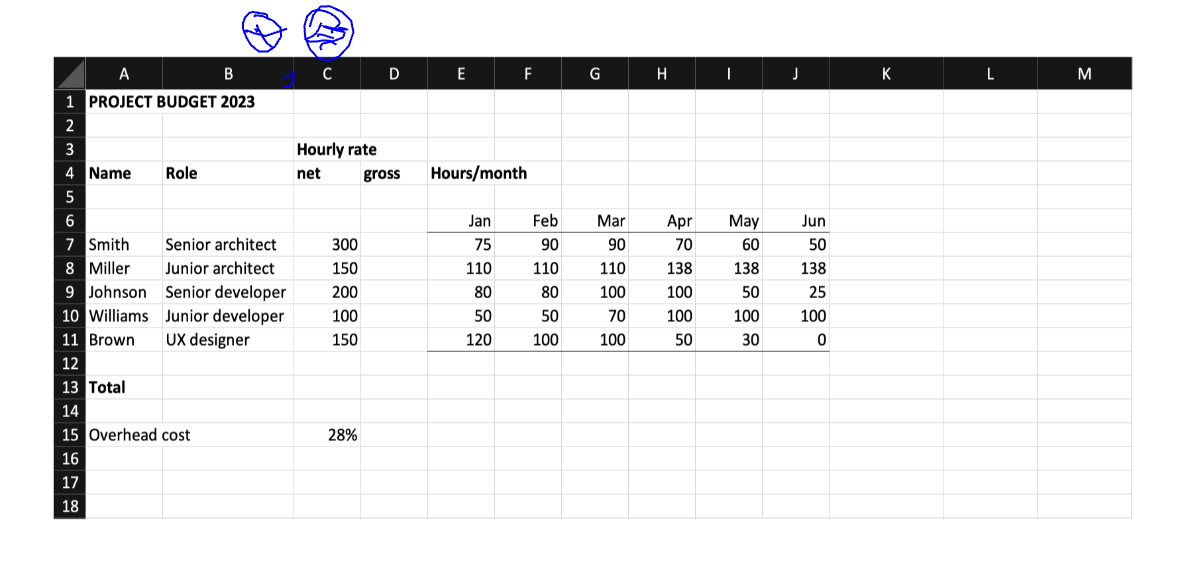 A B C D E F G H I J K L M
1 PROJECT BUDGET 2023
2
3 Hourly rate
4 Name Role net gross Hours/month
5
6 Jan Feb Mar Apr May Jun
7 Smith Senior architect 300 75 90 90 70 60 50
8 Miller Junior architect 150 110 110 110 138 138 138
9 Johnson Senior developer 200 80 80 100 100 50 25
10 Williams Junior developer 100 50 50 70 100 100 100
11 Brown UX designer 150 120 100 100 50 30 0
12
13 Total
14
15 Overhead cost 28%
16
17
18